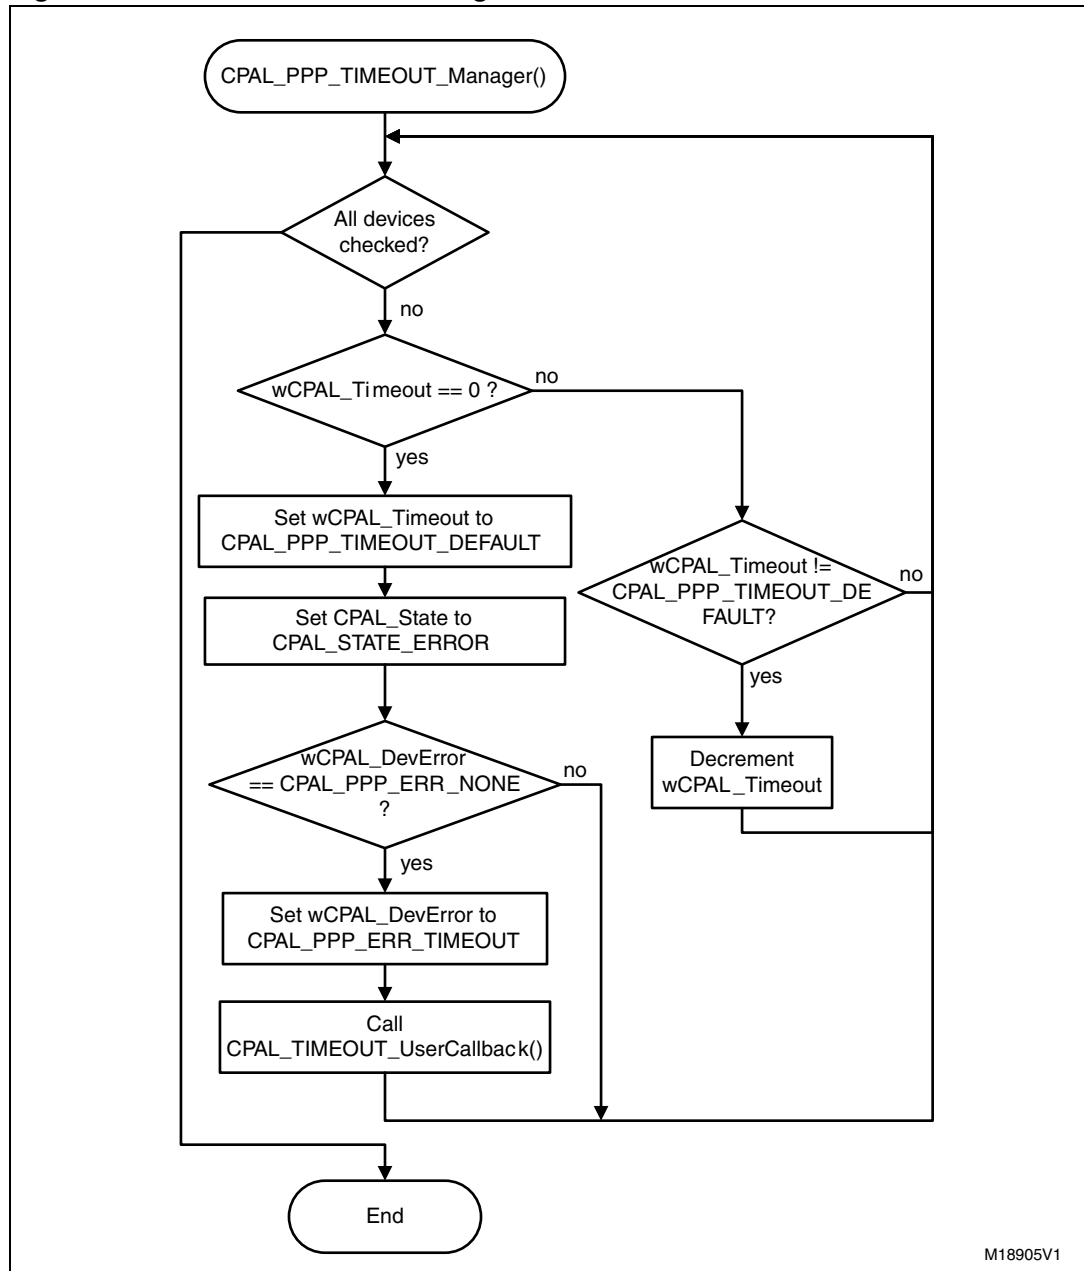 CPAL_PPP_TIMEOUT_Manager()
All devices
checked?
no
wCPAL_Timeout == 0 ?
no
yes
Set wCPAL_Timeout to
CPAL_PPP_TIMEOUT_DEFAULT
wCPAL_Timeout !=
CPAL_PPP_TIMEOUT_DE
FAULT?
no
Set CPAL_State to
CPAL_STATE_ERROR
yes
wCPAL_DevError
== CPAL_PPP_ERR_NONE
?
no
Decrement
wCPAL_Timeout
yes
Set wCPAL_DevError to
CPAL_PPP_ERR_TIMEOUT
Call
CPAL_TIMEOUT_UserCallback()
End
M18905V1